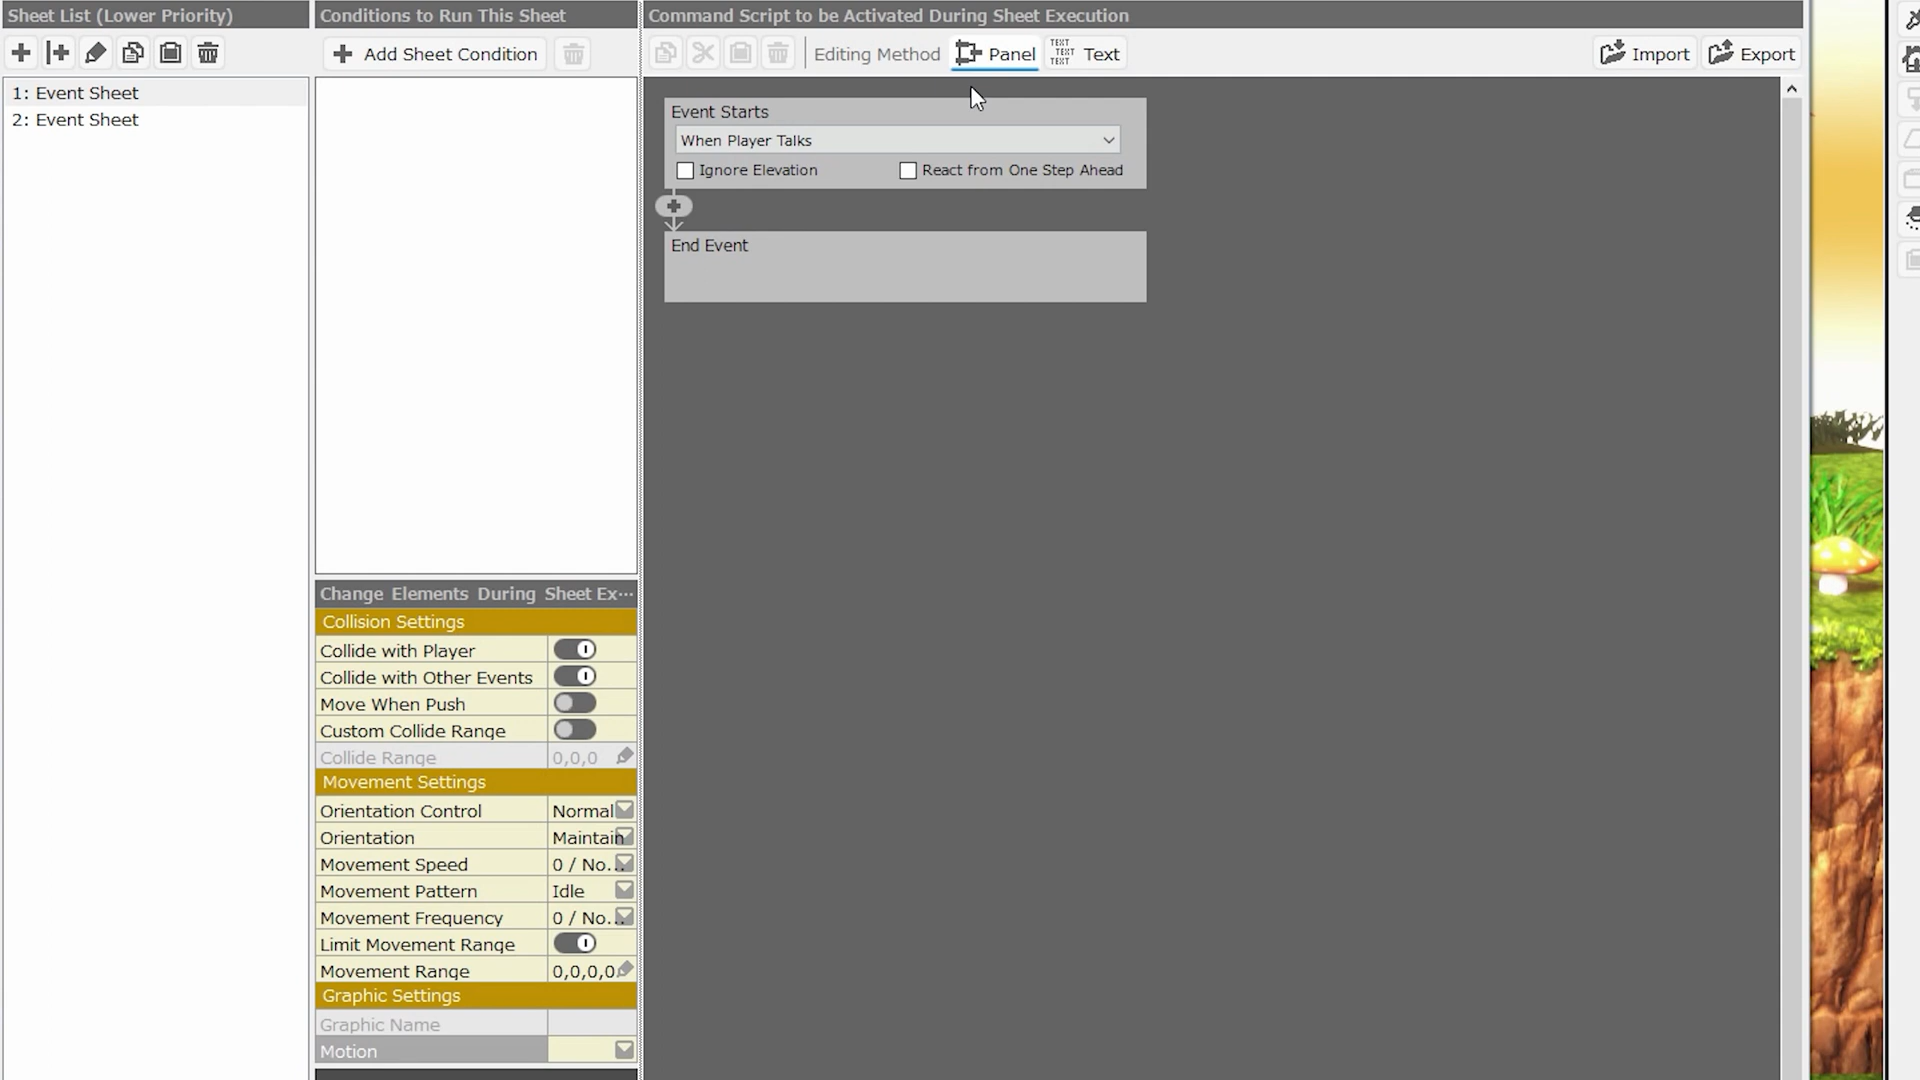 Sheet List (Lower Priority)
1: Event Sheet
2: Event Sheet
Conditions to Run This Sheet
Add Sheet Condition
Change Elements During Sheet Ex...
Collision Settings
Collide with Player
Collide with Other Events
Move When Push
Custom Collide Range
Collide Range 0,0,0
Movement Settings
Orientation Control Normal
Orientation Maintain
Movement Speed 0 / No...
Movement Pattern Idle
Movement Frequency 0 / No...
Limit Movement Range
Movement Range 0,0,0,0
Graphic Settings
Graphic Name
Motion
Command Script to be Activated During Sheet Execution
Editing Method Panel TEXT TEXT TEXT Text Import Export
Event Starts
When Player Talks
Ignore Elevation React from One Step Ahead
End Event